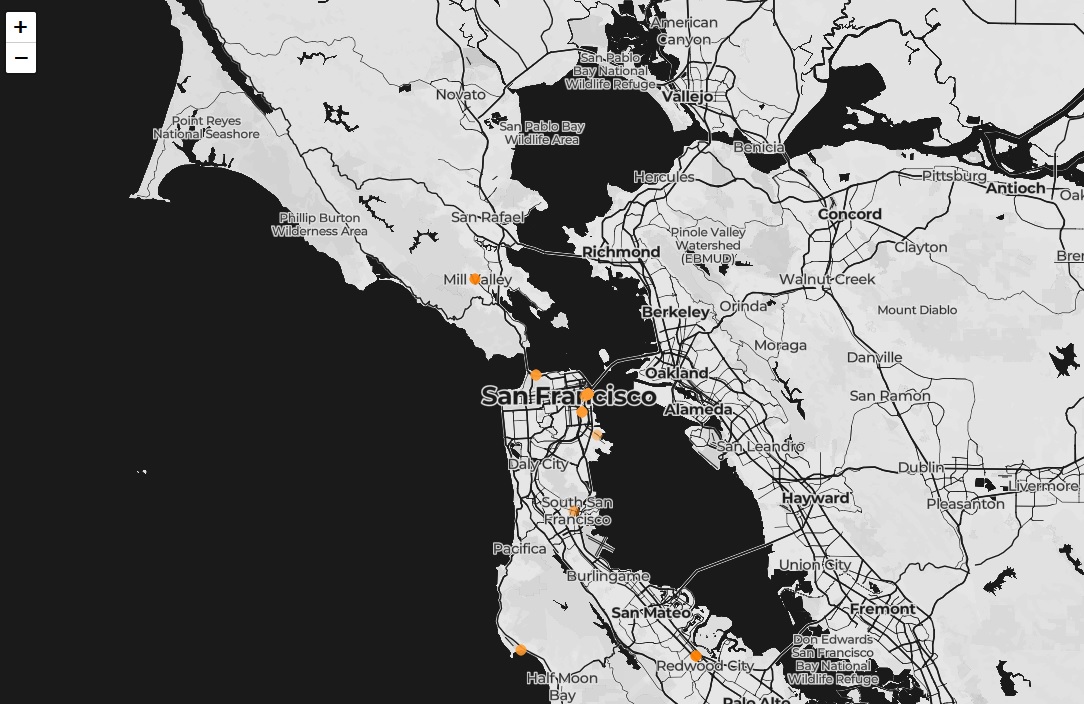 +
−
American
Canyon
San Pablo
Bay National
Wildlife Refuge
Novato
Vallejo
Point Reyes
National Seashore
San Pablo Bay
Wildlife Area
Benicia
Hercules
Pittsburg
Antioch
Oak
Phillip Burton
Wilderness Area
San Rafael
Concord
Pinole Valley
Watershed
(EBMUD)
Richmond
Clayton
Bren
Mill Valley
Walnut Creek
Berkeley
Orinda
Mount Diablo
Moraga
Danville
Oakland
San Francisco
San Ramon
Alameda
San Leandro
Daly City
Dublin
Livermore
South San
Francisco
Hayward
Pleasanton
Pacifica
Union City
Burlingame
San Mateo
Fremont
Don Edwards
San Francisco
Bay National
Wildlife Refuge
Redwood City
Half Moon
Bay
Palo Alto